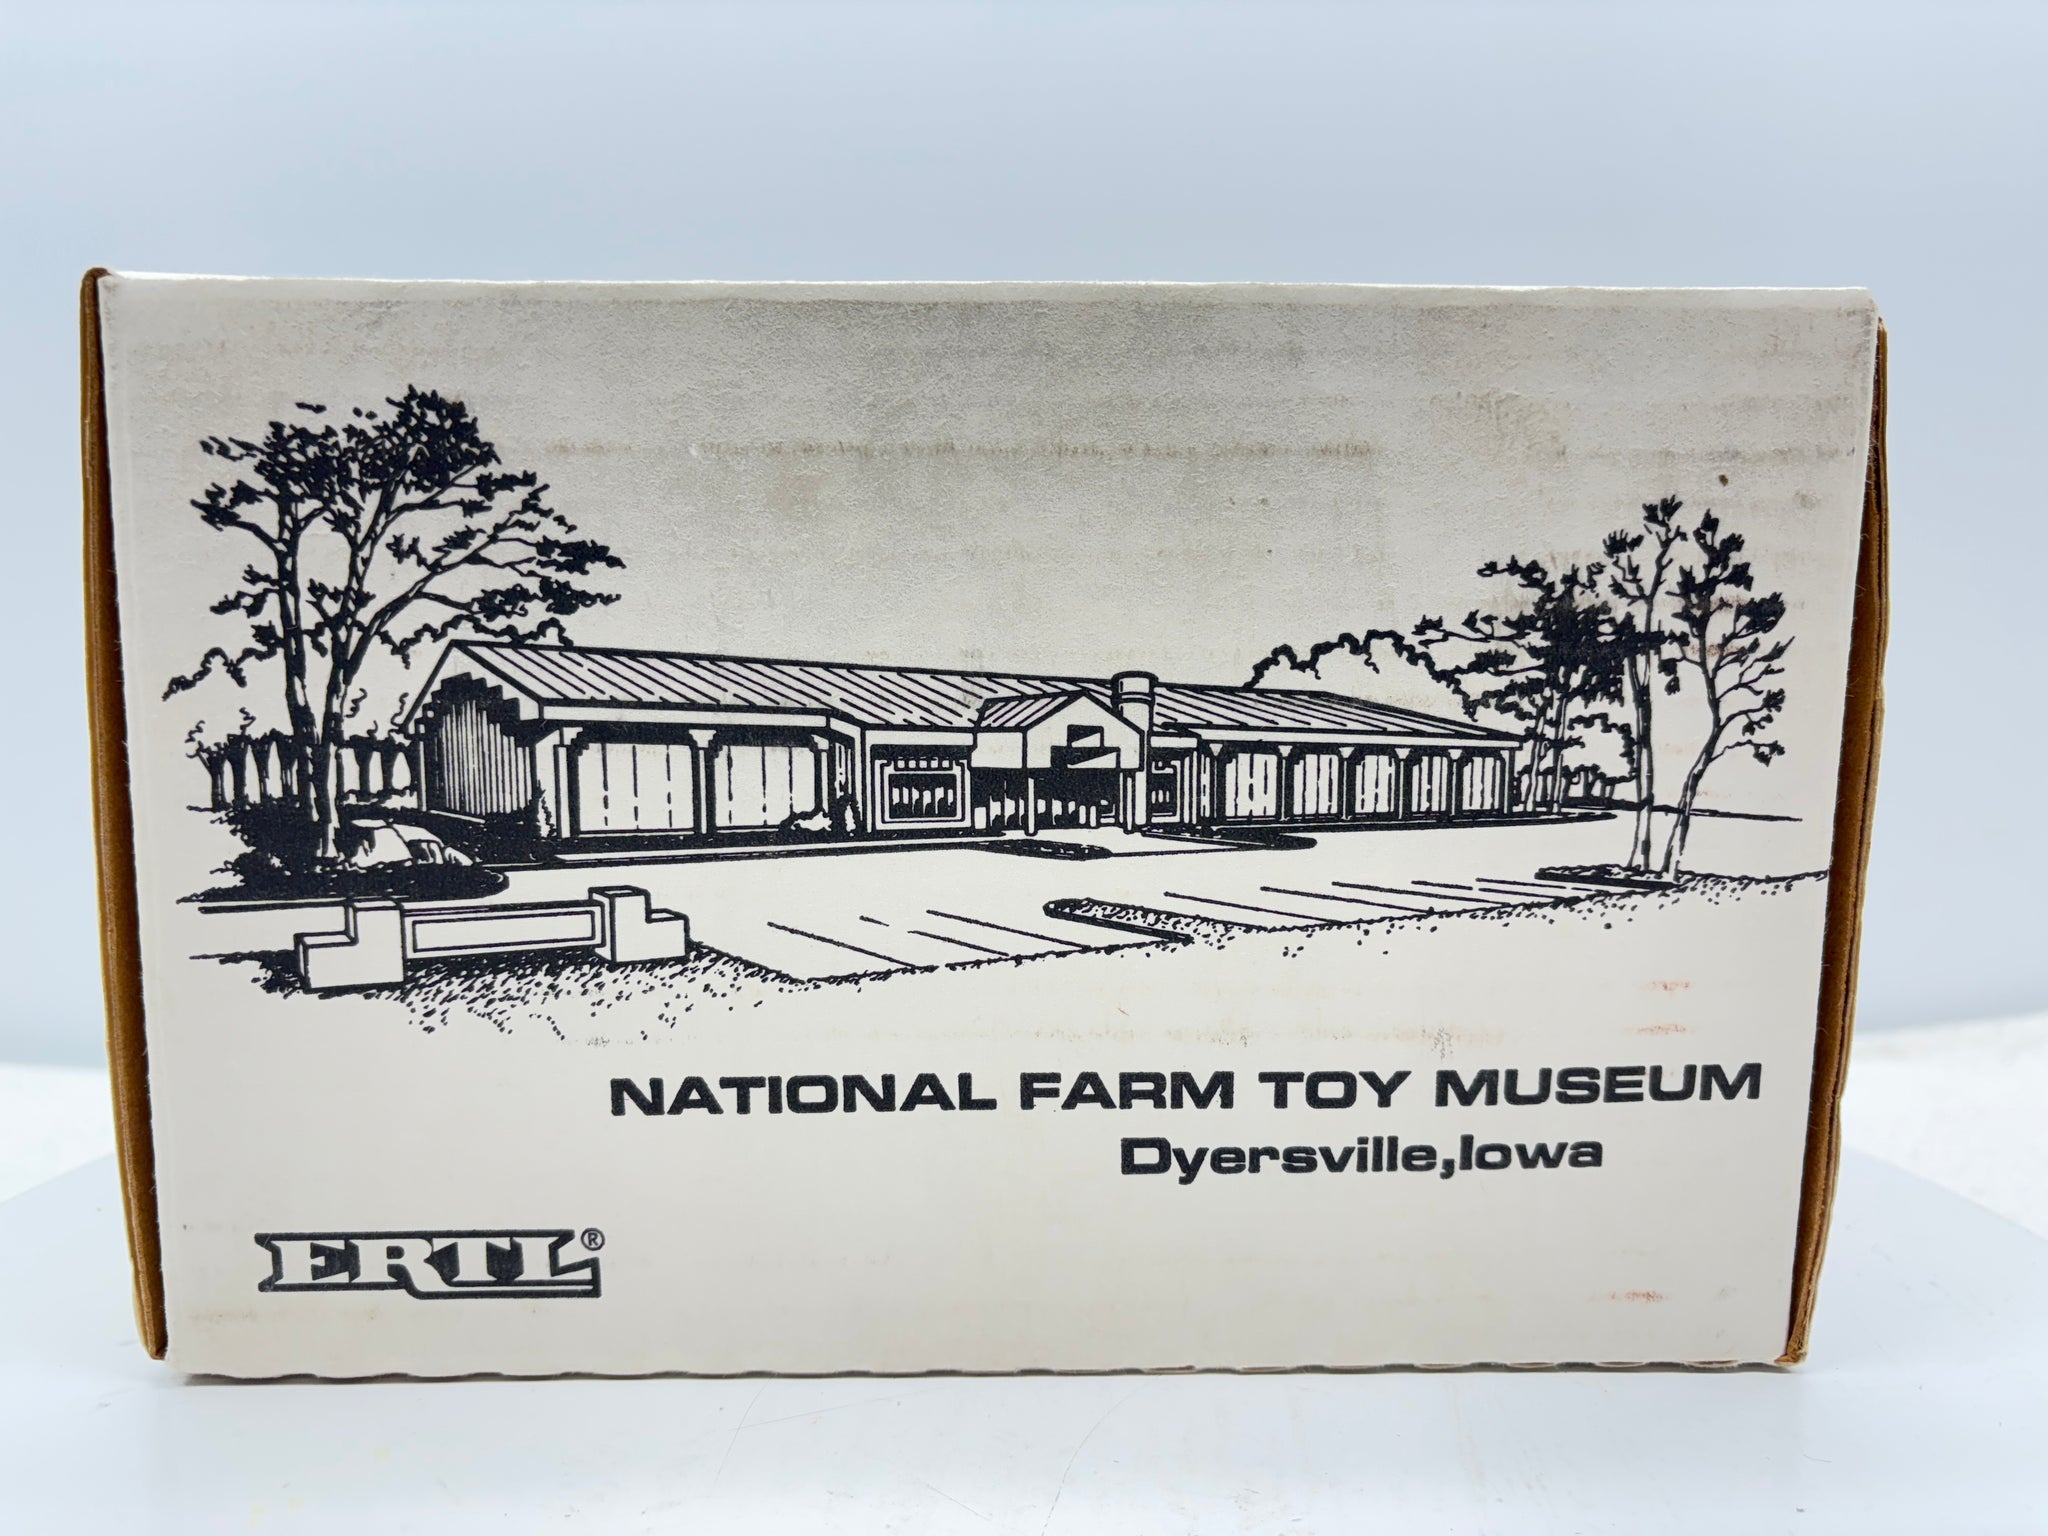 NATIONAL FARM TOY MUSEUM
Dyersville,Iowa
ERTL®